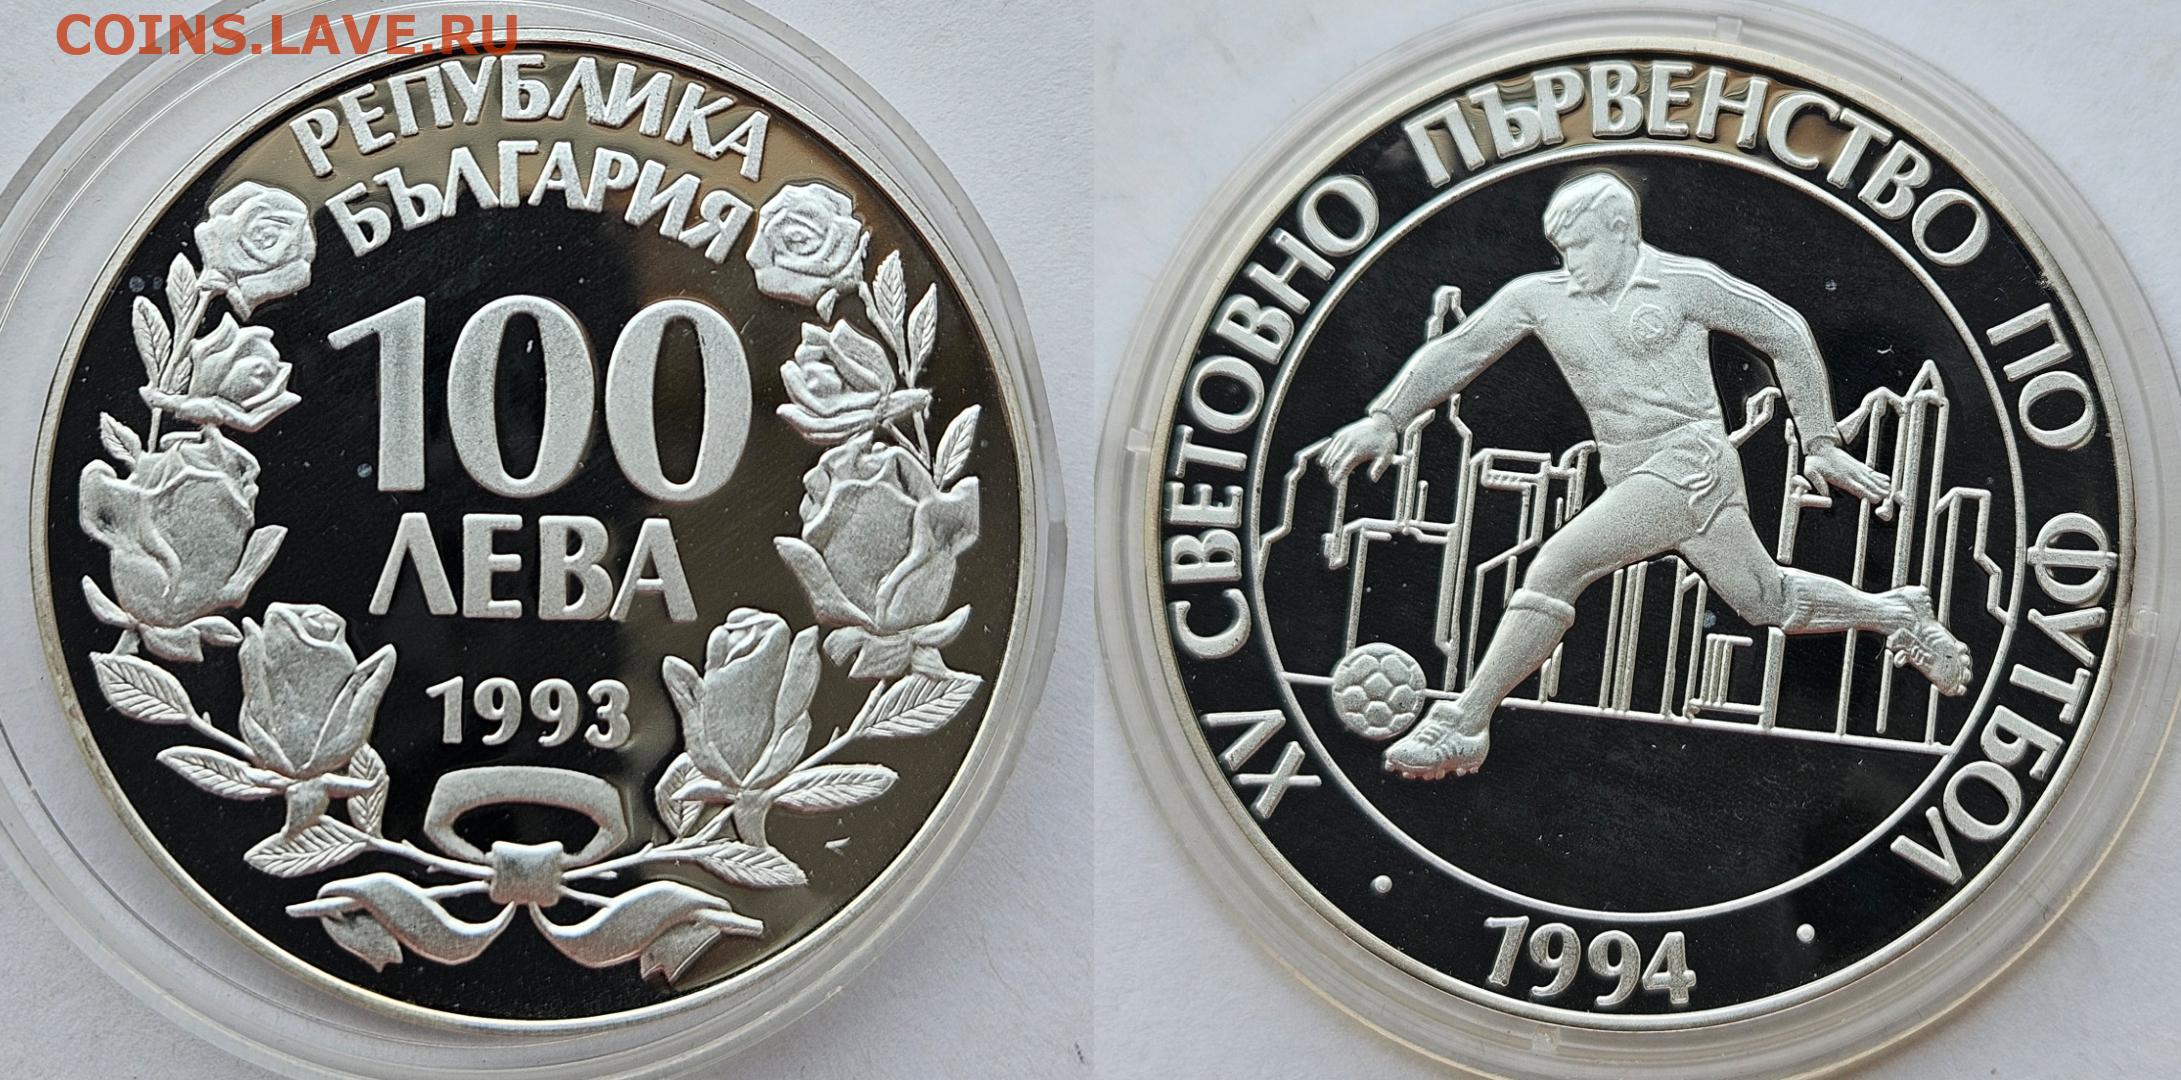 COINS.LAVE.RU
РЕПУБЛИКА
БЪЛГАРИЯ
100
ЛЕВА
1993
XV СВЕТОВНО ПЪРВЕНСТВО ПО ФУТБОЛ
• 1994 •